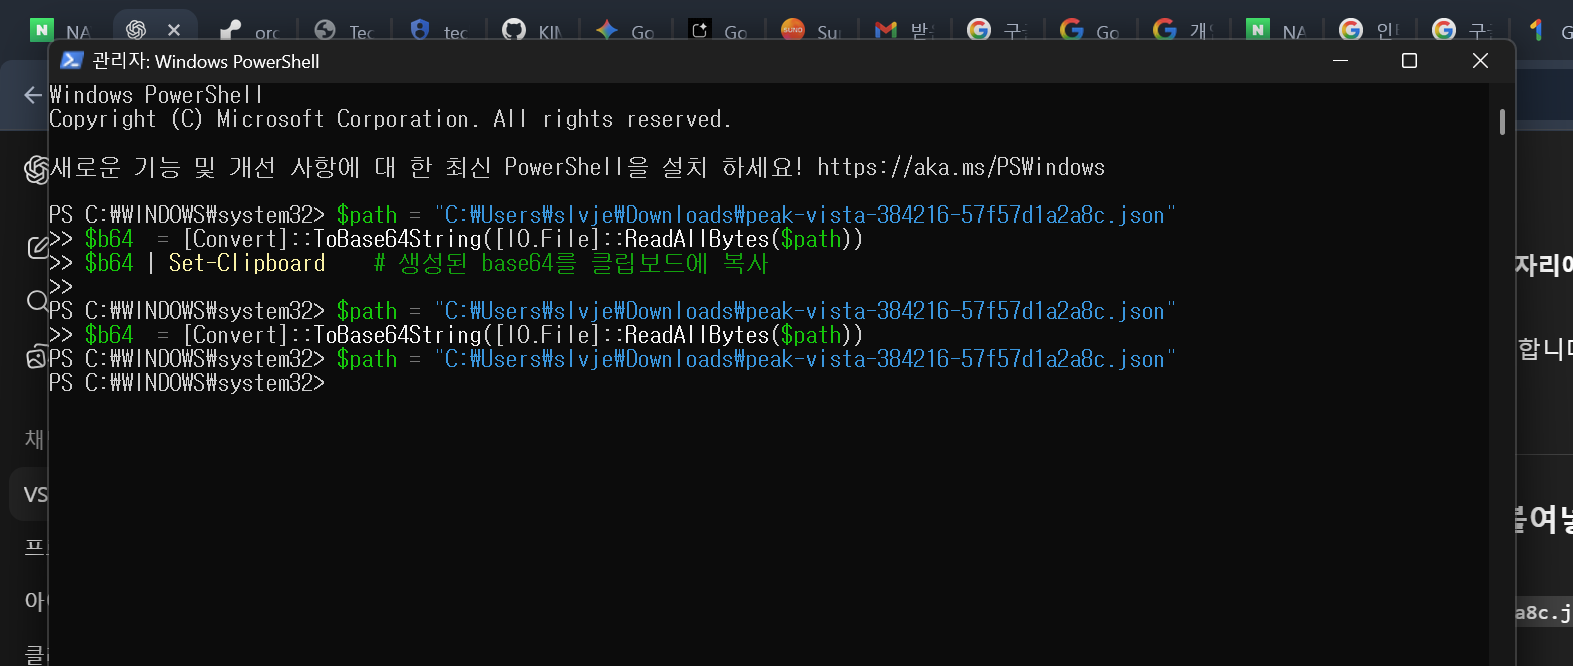 NA
orc
Tec
tec
KIM
Go
Go
Su
받
구
Go
개
NA
인
구
G
관리자: Windows PowerShell
Windows PowerShell
Copyright (C) Microsoft Corporation. All rights reserved.
새로운 기능 및 개선 사항에 대 한 최신 PowerShell을 설치 하세요! https://aka.ms/PSWindows
PS C:₩WINDOWS₩system32> $path = "C:₩Users₩slvje₩Downloads₩peak-vista-384216-57f57d1a2a8c.json"
>> $b64  = [Convert]::ToBase64String([IO.File]::ReadAllBytes($path))
>> $b64 | Set-Clipboard    # 생성된 base64를 클립보드에 복사
>>
PS C:₩WINDOWS₩system32> $path = "C:₩Users₩slvje₩Downloads₩peak-vista-384216-57f57d1a2a8c.json"
>> $b64  = [Convert]::ToBase64String([IO.File]::ReadAllBytes($path))
PS C:₩WINDOWS₩system32> $path = "C:₩Users₩slvje₩Downloads₩peak-vista-384216-57f57d1a2a8c.json"
PS C:₩WINDOWS₩system32>
자리에
합니다
채
VS
프
붙여넣
아
a8c.j
클